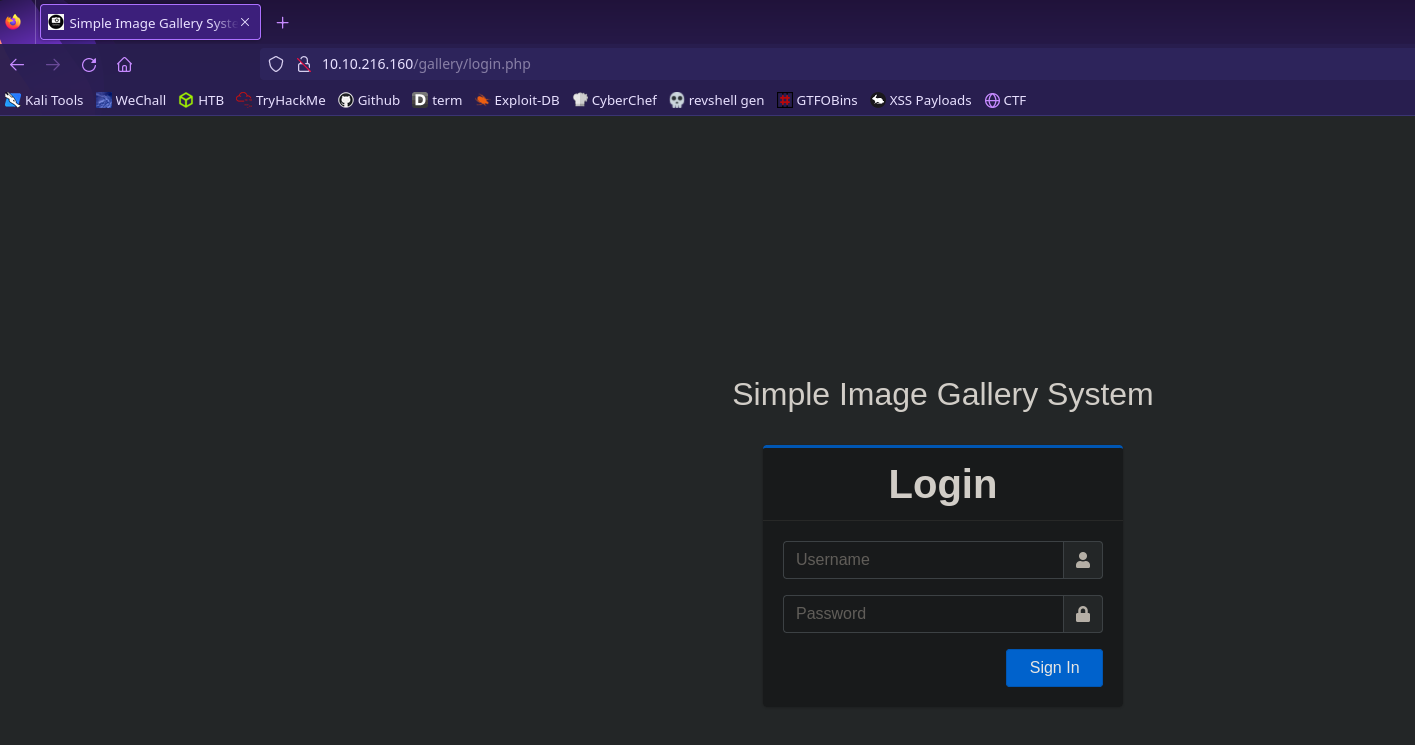 Simple Image Gallery Syste
10.10.216.160/gallery/login.php
Kali Tools WeChall HTB TryHackMe Github term Exploit-DB CyberChef revshell gen GTFOBins XSS Payloads CTF
Simple Image Gallery System
Login
Username
Password
Sign In